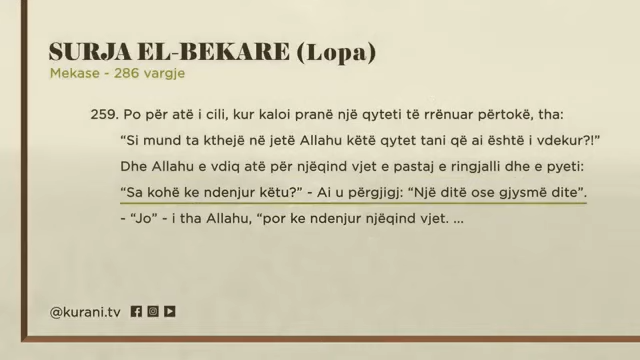 SURJA EL-BEKARE (Lopa)
Mekase - 286 vargje
259. Po për atë i cili, kur kaloi pranë një qyteti të rrënuar përtokë, tha:
“Si mund ta kthejë në jetë Allahu këtë qytet tani që ai është i vdekur?!”
Dhe Allahu e vdiq atë për njëqind vjet e pastaj e ringjalli dhe e pyeti:
“Sa kohë ke ndenjur këtu?” - Ai u përgjigj: “Një ditë ose gjysmë dite”.
- “Jo” - i tha Allahu, “por ke ndenjur njëqind vjet. ...
@kurani.tv